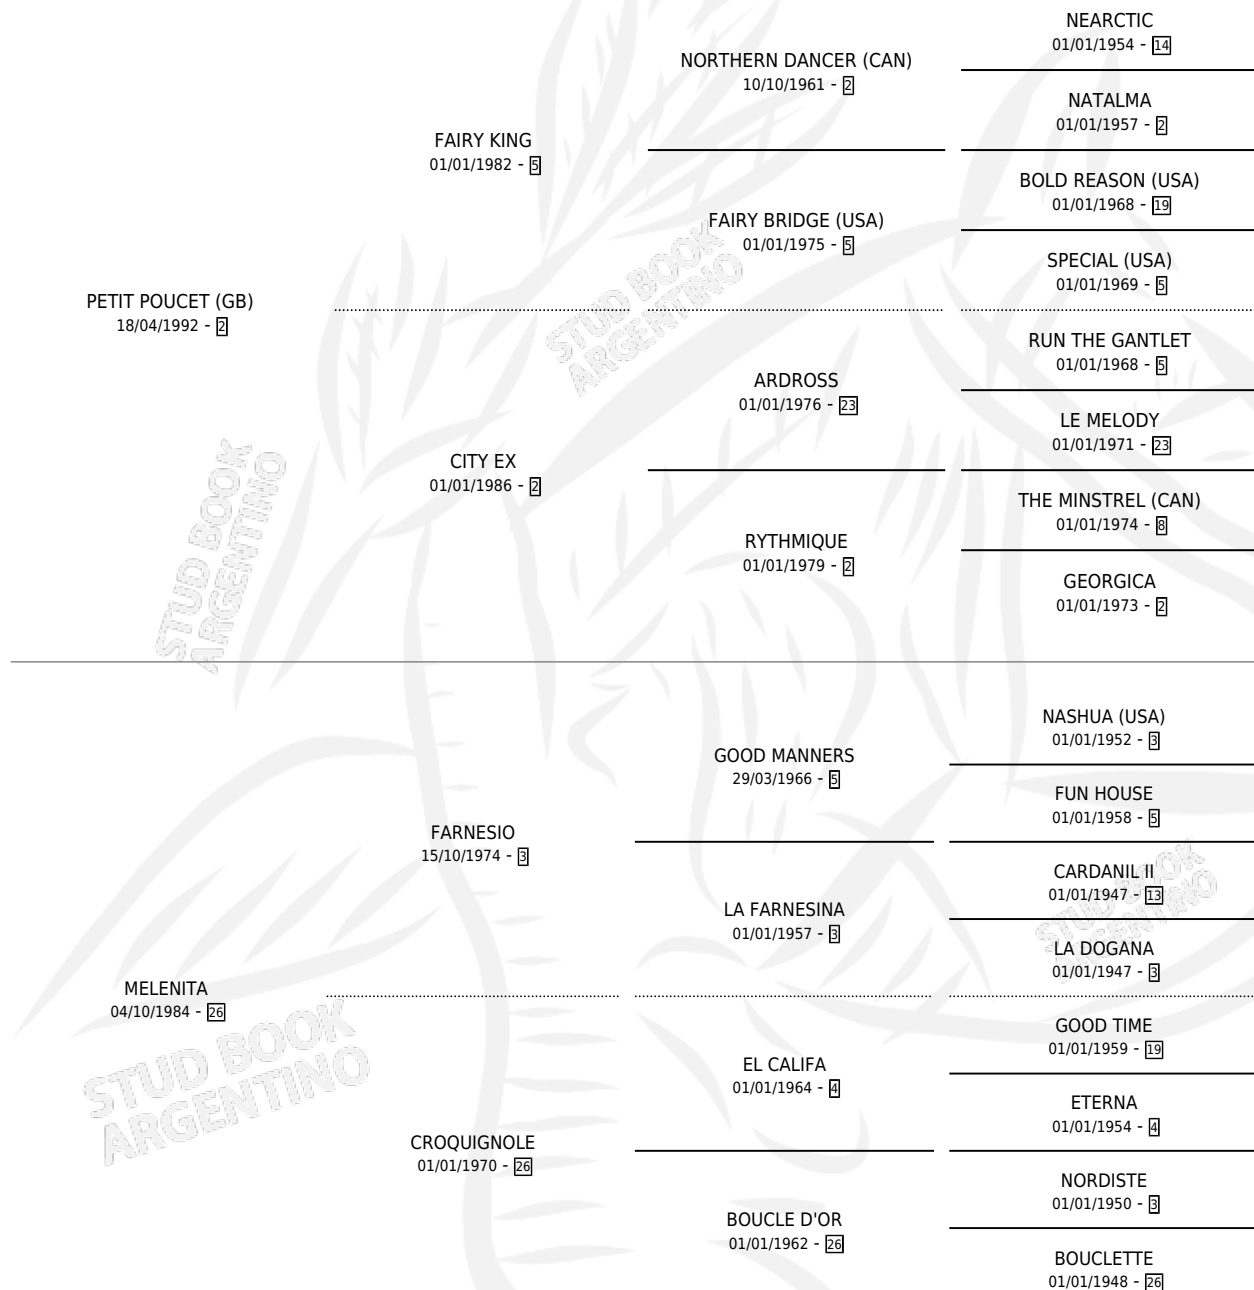 NEARCTIC
01/01/1954 - 14
NORTHERN DANCER (CAN)
10/10/1961 - 2
NATALMA
01/01/1957 - 2
FAIRY KING
01/01/1982 - 5
BOLD REASON (USA)
01/01/1968 - 19
FAIRY BRIDGE (USA)
01/01/1975 - 5
SPECIAL (USA)
01/01/1969 - 5
PETIT POUCET (GB)
18/04/1992 - 2
STUD BOOK
ARGENTINO
RUN THE GANTLET
01/01/1968 - 5
ARDROSS
01/01/1976 - 23
LE MELODY
01/01/1971 - 23
CITY EX
01/01/1986 - 2
THE MINSTREL (CAN)
01/01/1974 - 8
RYTHMIQUE
01/01/1979 - 2
GEORGICA
01/01/1973 - 2
STUD BOOK
ARGENTINO
NASHUA (USA)
01/01/1952 - 3
GOOD MANNERS
29/03/1966 - 5
FUN HOUSE
01/01/1958 - 5
FARNESIO
15/10/1974 - 3
CARDANIL II
01/01/1947 - 13
LA FARNESINA
01/01/1957 - 3
STUD BOOK
ARGENTINO
LA DOGANA
01/01/1947 - 3
MELENITA
04/10/1984 - 26
GOOD TIME
01/01/1959 - 19
EL CALIFA
01/01/1964 - 4
STUD BOOK
ARGENTINO
ETERNA
01/01/1954 - 4
CROQUIGNOLE
01/01/1970 - 26
NORDISTE
01/01/1950 - 3
BOUCLE D'OR
01/01/1962 - 26
BOUCLETTE
01/01/1948 - 26